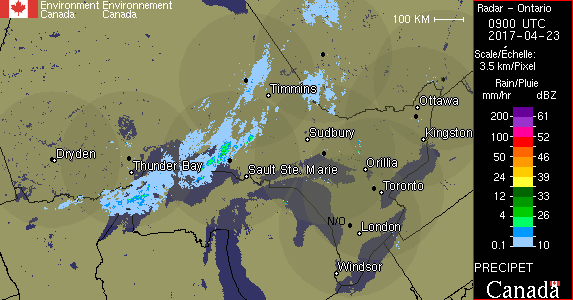 Environment Environnement
Canada Canada
100 KM
Timmins
Ottawa
Sudbury
Kingston
Dryden
Thunder Bay
Sault Ste. Marie
Orillia
Toronto
N/O
London
Windsor
Radar - Ontario
0900 UTC
2017-04-23
Scale/Échelle:
3.5 km/Pixel
Rain/Pluie
mm/hr dBZ
200 61
100 52
50 46
24 39
12 33
4 26
0.1 10
PRECIPET
Canada